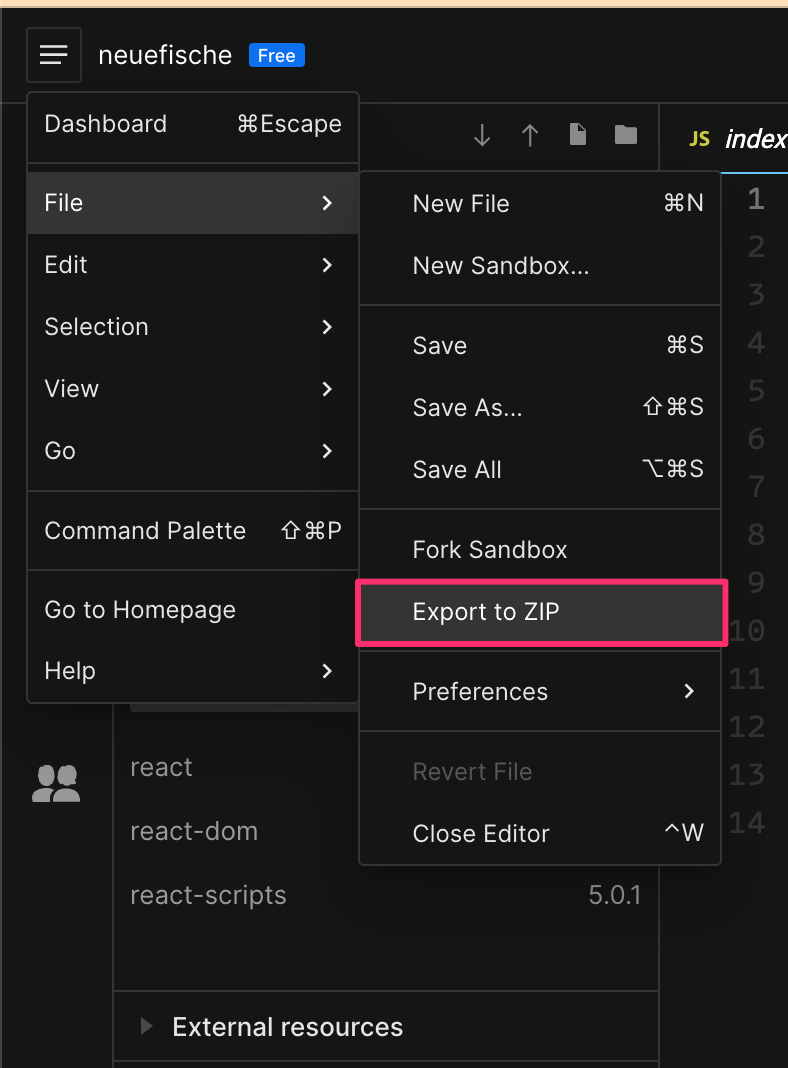 neuefische Free
Dashboard ⌘Escape
JS index
File
Edit
Selection
View
Go
Command Palette ⇧⌘P
Go to Homepage
Help
New File ⌘N
New Sandbox...
Save ⌘S
Save As... ⇧⌘S
Save All ⌥⌘S
Fork Sandbox
Export to ZIP
Preferences
Revert File
Close Editor ^W
1
2
3
4
5
6
7
8
9
10
11
12
13
14
react
react-dom
react-scripts 5.0.1
External resources